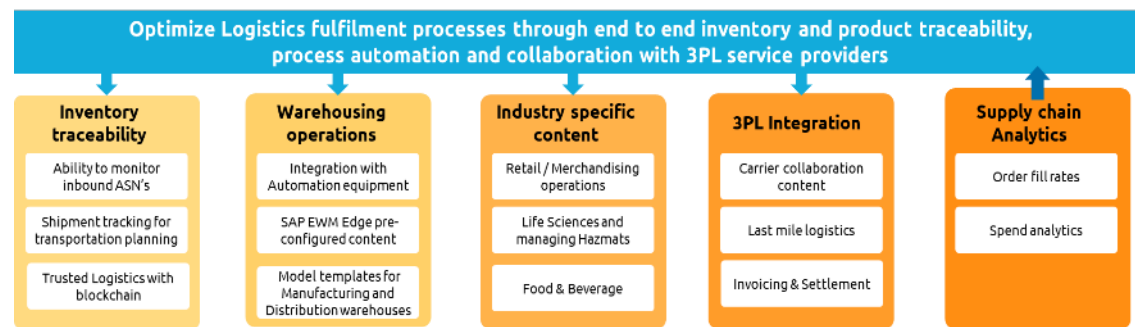 Optimize Logistics fulfilment processes through end to end inventory and product traceability,
process automation and collaboration with 3PL service providers
Inventory
traceability
Ability to monitor
inbound ASN's
Shipment tracking for
transportation planning
Trusted Logistics with
blockchain
Warehousing
operations
Integration with
Automation equipment
SAP EWM Edge pre-
configured content
Model templates for
Manufacturing and
Distribution warehouses
Industry specific
content
Retail / Merchandising
operations
Life Sciences and
managing Hazmats
Food & Beverage
3PL Integration
Carrier collaboration
content
Last mile logistics
Invoicing & Settlement
Supply chain
Analytics
Order fill rates
Spend analytics